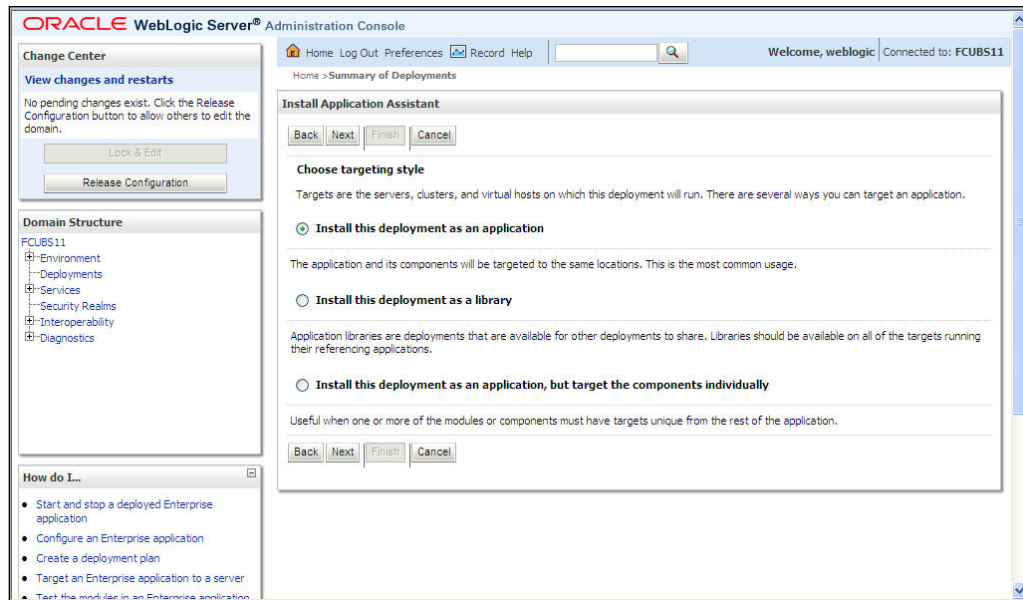 ORACLE WebLogic Server® Administration Console
Change Center
View changes and restarts
No pending changes exist. Click the Release
Configuration button to allow others to edit the
domain.
Lock & Edit
Release Configuration
Domain Structure
FCUBS11
Environment
Deployments
Services
Security Realms
Interoperability
Diagnostics
How do I...
Start and stop a deployed Enterprise
application
Configure an Enterprise application
Create a deployment plan
Target an Enterprise application to a server
Test the modules in an Enterprise application
Home Log Out Preferences Record Help
Welcome, weblogic Connected to: FCUBS11
Home >Summary of Deployments
Install Application Assistant
Back Next Finish Cancel
Choose targeting style
Targets are the servers, clusters, and virtual hosts on which this deployment will run. There are several ways you can target an application.
Install this deployment as an application
The application and its components will be targeted to the same locations. This is the most common usage.
Install this deployment as a library
Application libraries are deployments that are available for other deployments to share. Libraries should be available on all of the targets running
their referencing applications.
Install this deployment as an application, but target the components individually
Useful when one or more of the modules or components must have targets unique from the rest of the application.
Back Next Finish Cancel